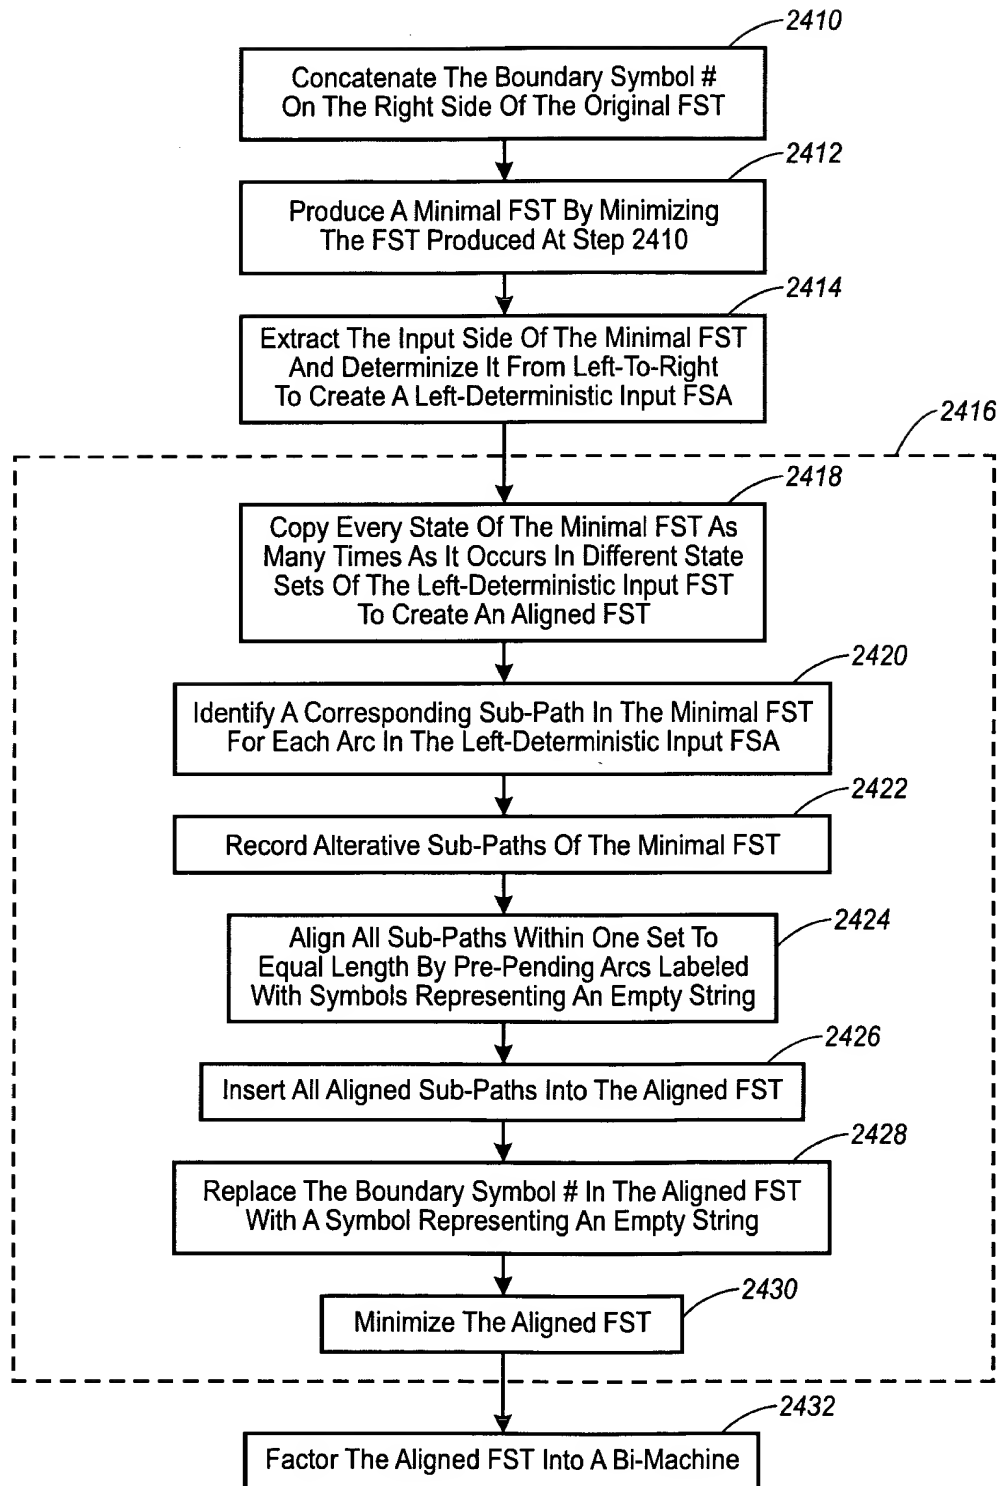 2410
Concatenate The Boundary Symbol #
On The Right Side Of The Original FST
2412
Produce A Minimal FST By Minimizing
The FST Produced At Step 2410
2414
Extract The Input Side Of The Minimal FST
And Determinize It From Left-To-Right
To Create A Left-Deterministic Input FSA
2416
2418
Copy Every State Of The Minimal FST As
Many Times As It Occurs In Different State
Sets Of The Left-Deterministic Input FST
To Create An Aligned FST
2420
Identify A Corresponding Sub-Path In The Minimal FST
For Each Arc In The Left-Deterministic Input FSA
2422
Record Alterative Sub-Paths Of The Minimal FST
2424
Align All Sub-Paths Within One Set To
Equal Length By Pre-Pending Arcs Labeled
With Symbols Representing An Empty String
2426
Insert All Aligned Sub-Paths Into The Aligned FST
2428
Replace The Boundary Symbol # In The Aligned FST
With A Symbol Representing An Empty String
2430
Minimize The Aligned FST
2432
Factor The Aligned FST Into A Bi-Machine